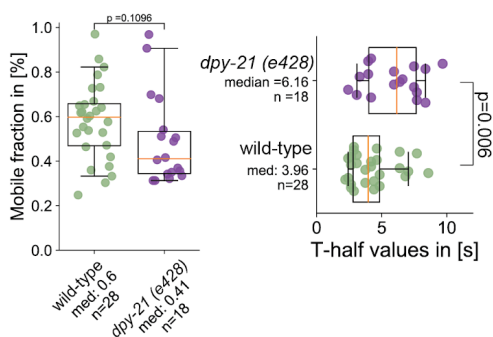 p =0.1096
Mobile fraction in [%]
1.0
0.8
0.6
0.4
0.2
0.0
wild-type
med: 0.6
n=28
dpy-21 (e428)
med: 0.41
n=18
dpy-21 (e428)
median =6.16
n =18
wild-type
med: 3.96
n=28
p=0.006
0 5 10
T-half values in [s]